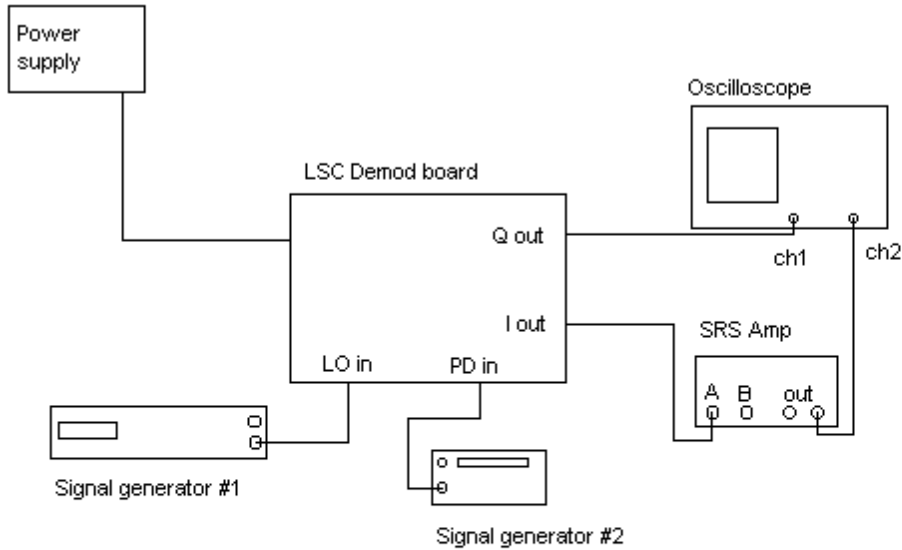 Power
supply
Oscilloscope
LSC Demod board
Q out
ch1
ch2
I out
SRS Amp
LO in
PD in
A
B
out
Signal generator #1
Signal generator #2